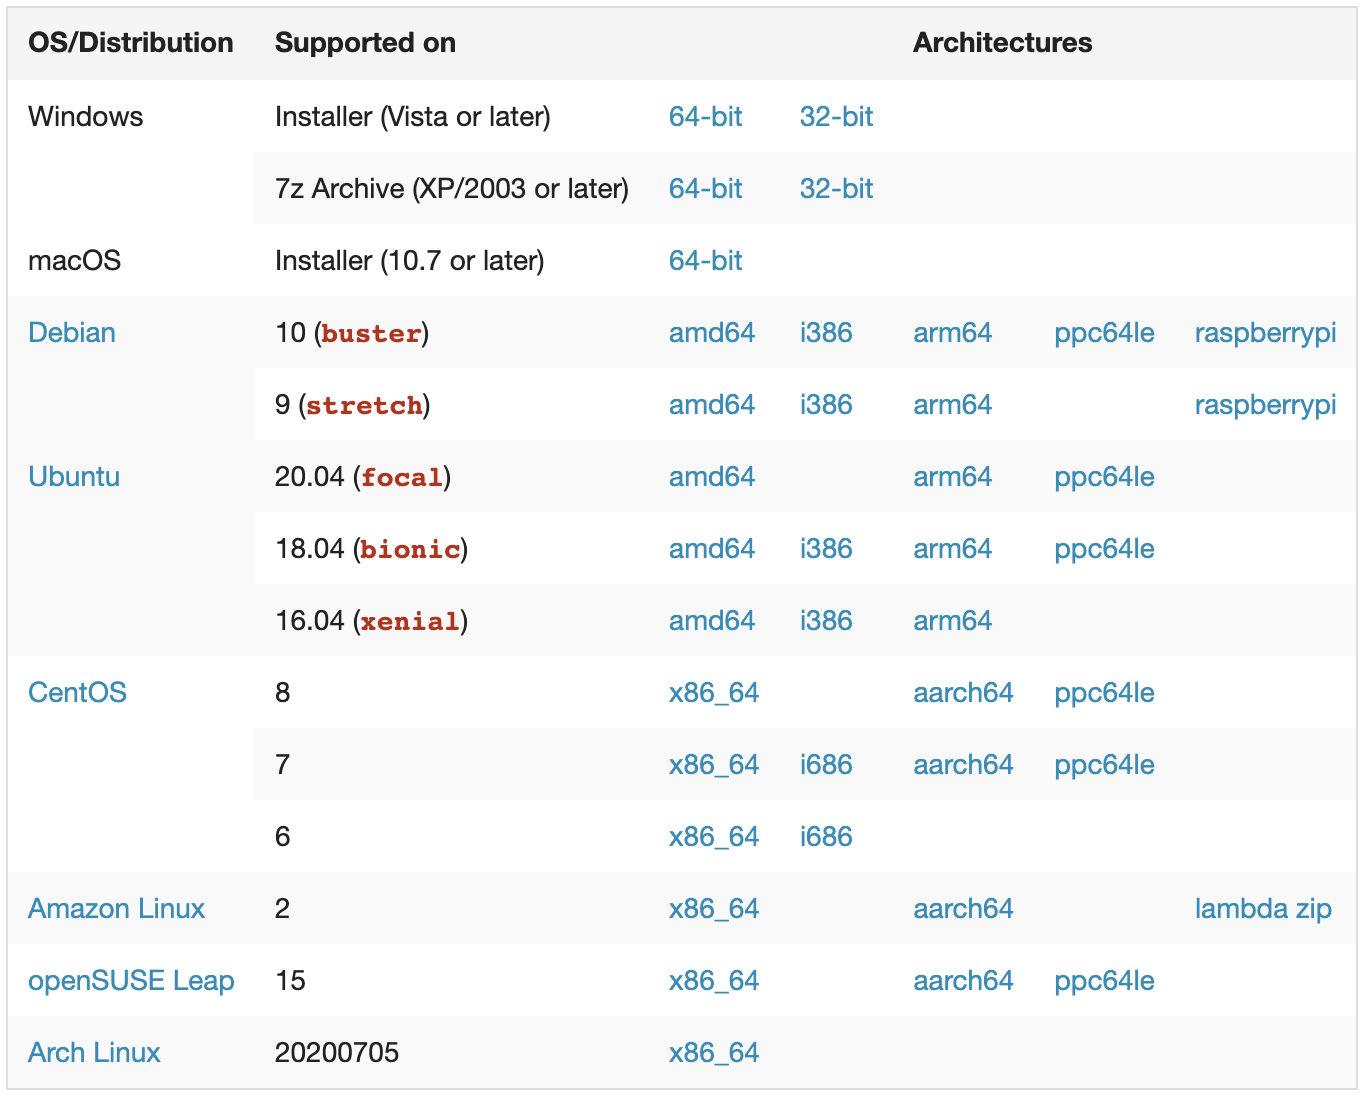 OS/Distribution Supported on Architectures
Windows Installer (Vista or later) 64-bit 32-bit
7z Archive (XP/2003 or later) 64-bit 32-bit
macOS Installer (10.7 or later) 64-bit
Debian 10 (buster) amd64 i386 arm64 ppc64le raspberrypi
9 (stretch) amd64 i386 arm64 raspberrypi
Ubuntu 20.04 (focal) amd64 arm64 ppc64le
18.04 (bionic) amd64 i386 arm64 ppc64le
16.04 (xenial) amd64 i386 arm64
CentOS 8 x86_64 aarch64 ppc64le
7 x86_64 i686 aarch64 ppc64le
6 x86_64 i686
Amazon Linux 2 x86_64 aarch64 lambda zip
openSUSE Leap 15 x86_64 aarch64 ppc64le
Arch Linux 20200705 x86_64